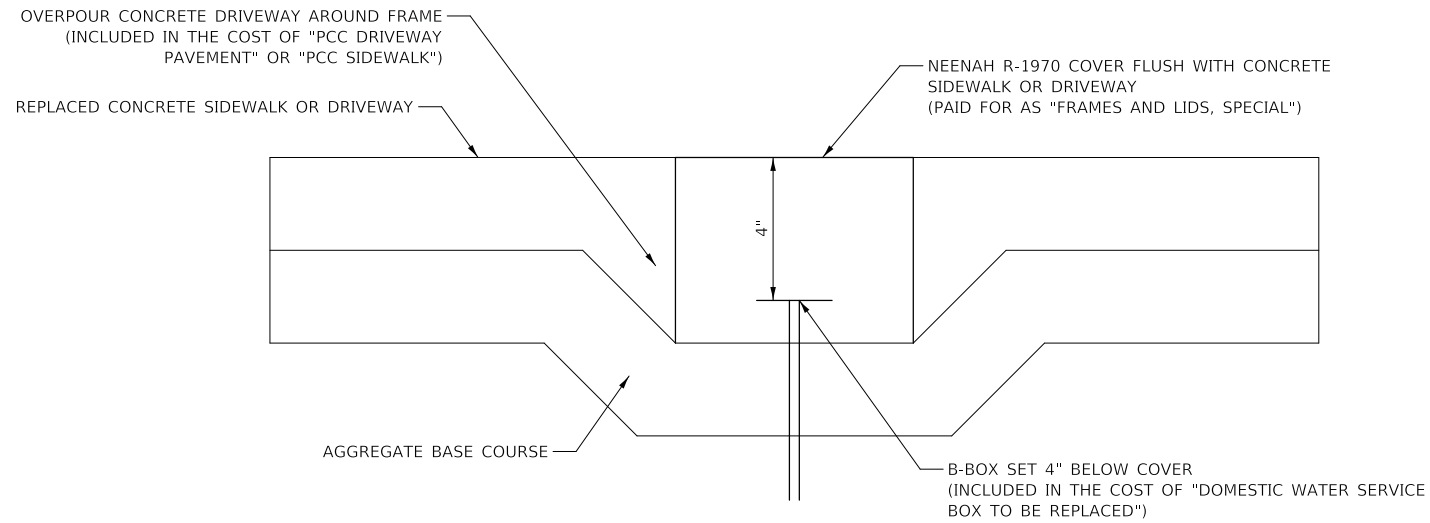 OVERPOUR CONCRETE DRIVEWAY AROUND FRAME
(INCLUDED IN THE COST OF "PCC DRIVEWAY
PAVEMENT" OR "PCC SIDEWALK")
NEENAH R-1970 COVER FLUSH WITH CONCRETE
SIDEWALK OR DRIVEWAY
(PAID FOR AS "FRAMES AND LIDS, SPECIAL")
REPLACED CONCRETE SIDEWALK OR DRIVEWAY
4"
AGGREGATE BASE COURSE
B-BOX SET 4" BELOW COVER
(INCLUDED IN THE COST OF "DOMESTIC WATER SERVICE
BOX TO BE REPLACED")